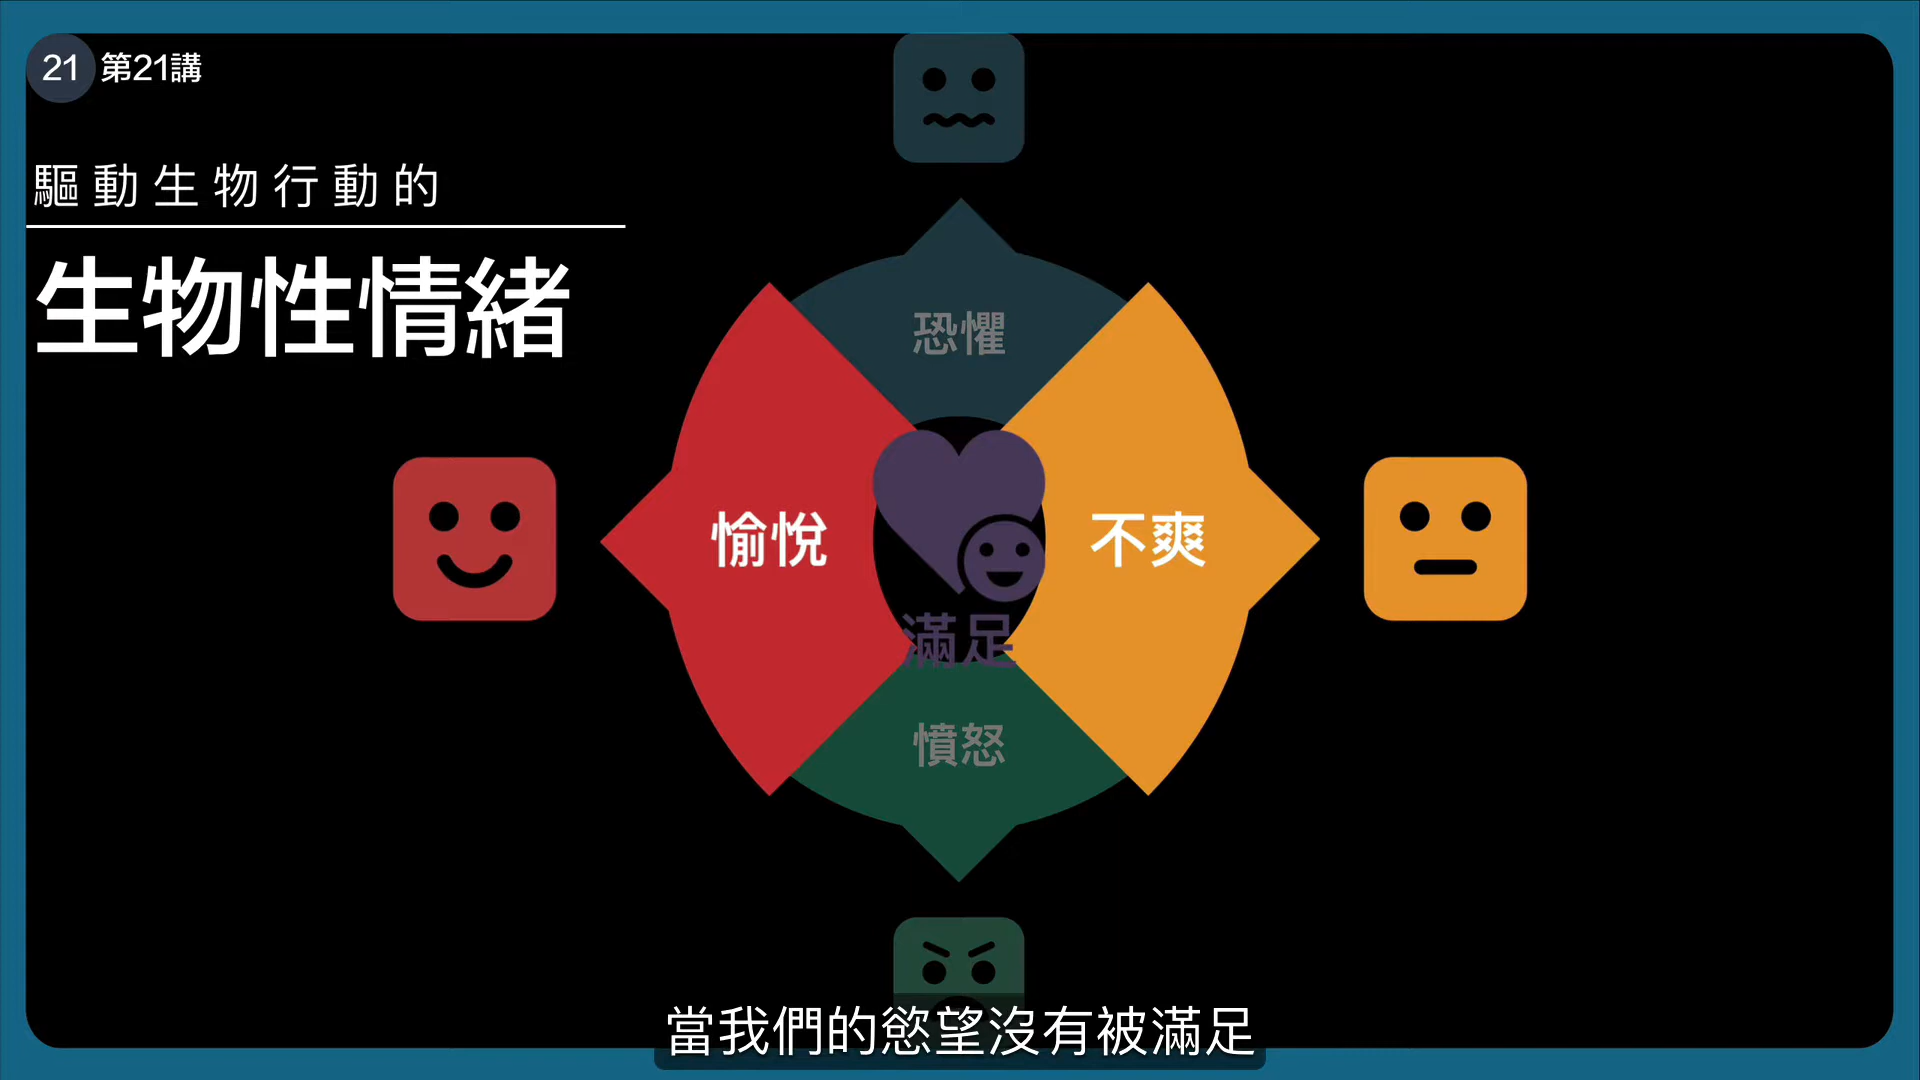 21 第21講
驅動生物行動的
生物性情緒
恐懼
愉悅
不爽
滿足
憤怒
當我們的慾望沒有被滿足